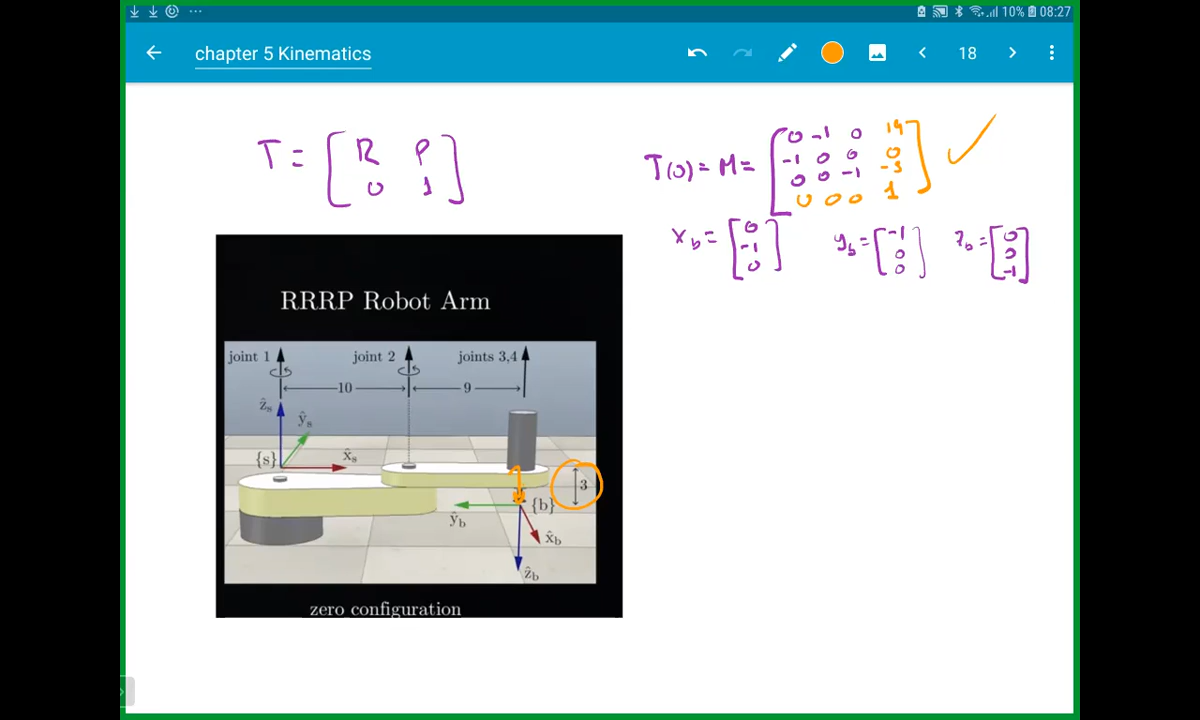 10% 08:27
chapter 5 Kinematics 18
T = [ R P
0 1 ]
T(0) = M = [ 0 -1 0 19
-1 0 0 0
0 0 -1 -3
0 0 0 1 ]
x_b = [ 0 -1 0 ] y_b = [ -1 0 0 ] z_b = [ 0 0 -1 ]
RRRP Robot Arm
joint 1 joint 2 joints 3,4
10 9
ẑs
ŷs
{s} x̂s
3
{b}
ŷb
x̂b
ẑb
zero configuration